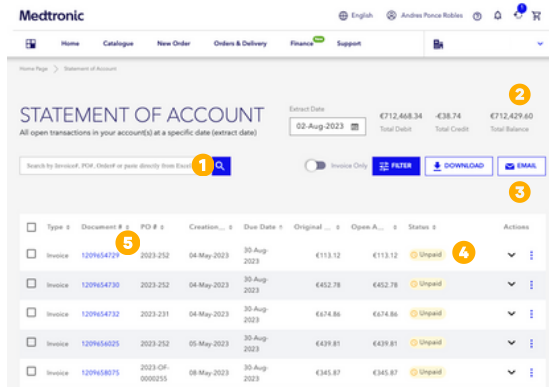 Medtronic
English Andres Ponce Robles
Home Catalogue New Order Orders & Delivery Finance New Support
Home Page > Statement of Account
2
STATEMENT OF ACCOUNT
All open transactions in your account(s) at a specific date (extract date)
Extract Date
02-Aug-2023
€712,468.34 -€38.74 €712,429.60
Total Debit Total Credit Total Balance
Search by Invoice#, PO#, Order# or paste directly from Excel
1
Invoice Only FILTER DOWNLOAD EMAIL
3
Type Document # PO # Creation... Due Date Original ... Open A... Status Actions
5
4
Invoice 1209654729 2023-252 04-May-2023 30-Aug-2023 €113.12 €113.12 Unpaid
Invoice 1209654730 2023-252 04-May-2023 30-Aug-2023 €452.78 €452.78 Unpaid
Invoice 1209654732 2023-231 04-May-2023 30-Aug-2023 €674.86 €674.86 Unpaid
Invoice 1209656025 2023-252 05-May-2023 30-Aug-2023 €439.81 €439.81 Unpaid
Invoice 1209658075 2023-OF-0000255 08-May-2023 30-Aug-2023 €345.87 €345.87 Unpaid